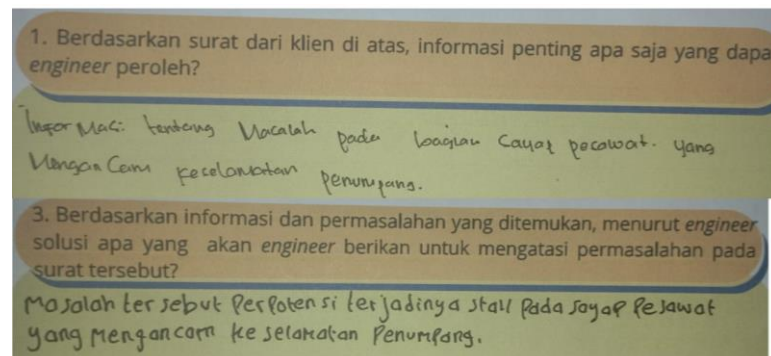 1. Berdasarkan surat dari klien di atas, informasi penting apa saja yang dapa
engineer peroleh?
Informasi tentang Masalah pada bagian sayap pesawat. yang
Mengancam keselamatan penumpang.
3. Berdasarkan informasi dan permasalahan yang ditemukan, menurut engineer
solusi apa yang akan engineer berikan untuk mengatasi permasalahan pada
surat tersebut?
Masalah tersebut Berpotensi terjadinya stall pada sayap Pesawat
yang Mengancam keselamatan Penumpang.